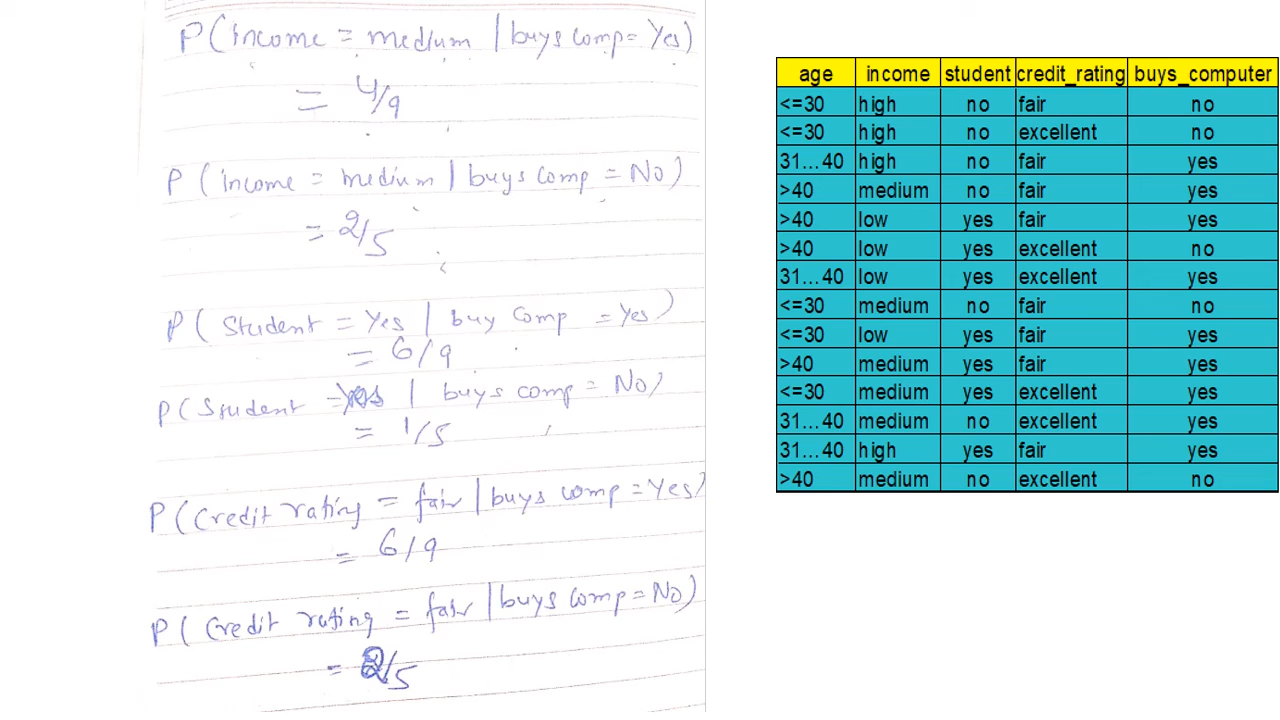 P(income = medium | buys comp = Yes)
= 4/9
P (income = medium | buys comp = No)
= 2/5
P (Student = Yes | buy comp = Yes)
= 6/9
P(Student = Yes | buys comp = No)
= 1/5
P(Credit rating = fair | buys comp = Yes)
= 6/9
P( Credit rating = fair | buys comp = No)
= 2/5
age income student credit_rating buys_computer
<=30 high no fair no
<=30 high no excellent no
31…40 high no fair yes
>40 medium no fair yes
>40 low yes fair yes
>40 low yes excellent no
31…40 low yes excellent yes
<=30 medium no fair no
<=30 low yes fair yes
>40 medium yes fair yes
<=30 medium yes excellent yes
31…40 medium no excellent yes
31…40 high yes fair yes
>40 medium no excellent no